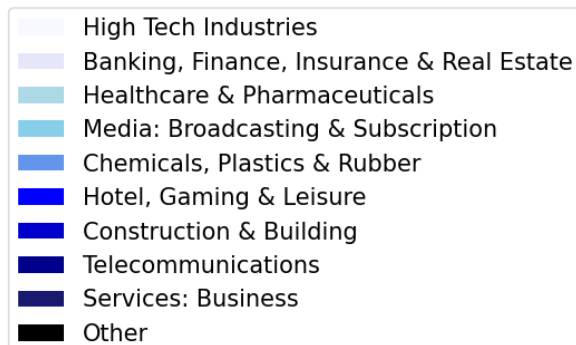 High Tech Industries
Banking, Finance, Insurance & Real Estate
Healthcare & Pharmaceuticals
Media: Broadcasting & Subscription
Chemicals, Plastics & Rubber
Hotel, Gaming & Leisure
Construction & Building
Telecommunications
Services: Business
Other